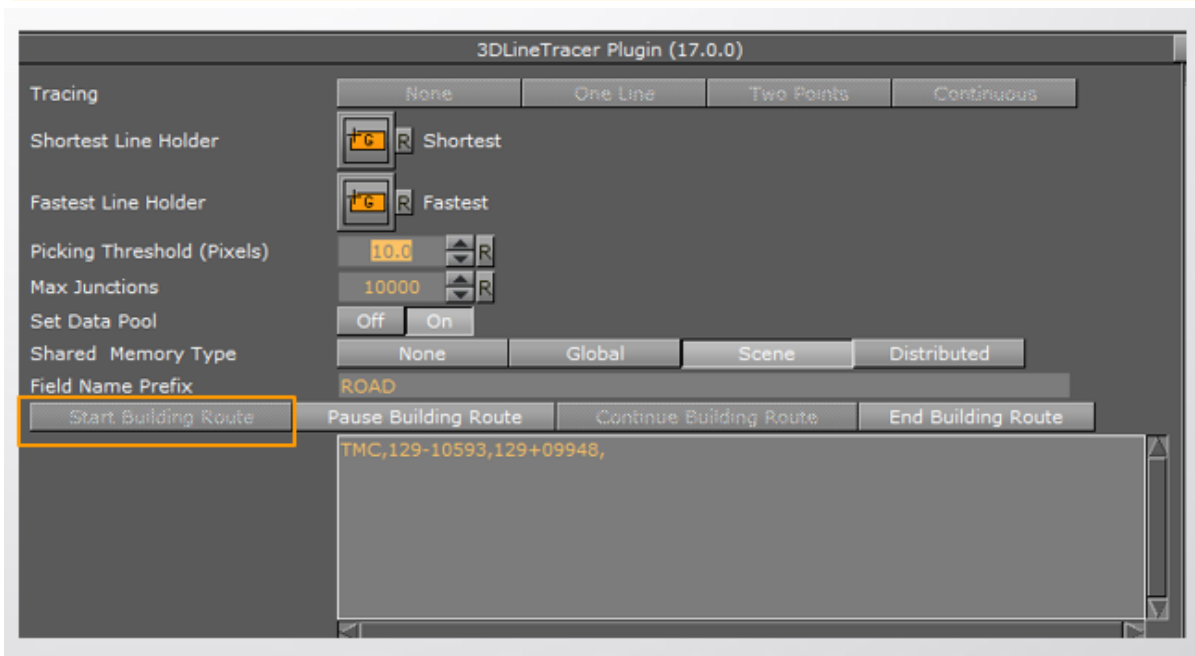 3DLineTracer Plugin (17.0.0)
Tracing None One Line Two Points Continuous
Shortest Line Holder G R Shortest
Fastest Line Holder G R Fastest
Picking Threshold (Pixels) 10.0 R
Max Junctions 10000 R
Set Data Pool Off On
Shared Memory Type None Global Scene Distributed
Field Name Prefix ROAD
Start Building Route Pause Building Route Continue Building Route End Building Route
TMC,129-10593,129+09948,